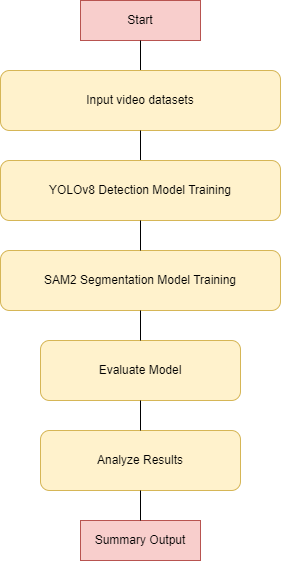 Start
Input video datasets
YOLOv8 Detection Model Training
SAM2 Segmentation Model Training
Evaluate Model
Analyze Results
Summary Output